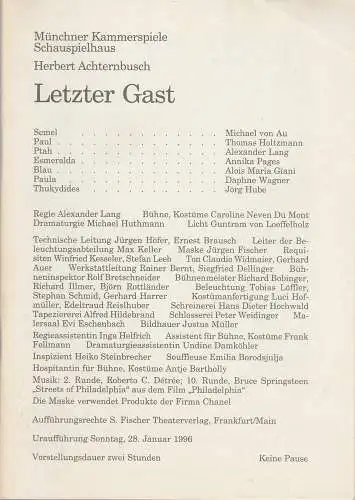 Münchner Kammerspiele
Schauspielhaus
Herbert Achternbusch
Letzter Gast
Semel . . . . . . . . . . . . Michael von Au
Paul . . . . . . . . . . . . Thomas Holtzmann
Ptah . . . . . . . . . . . . Alexander Lang
Esmeralda . . . . . . . . . . . . Annika Pages
Blau . . . . . . . . . . . . Alois Maria Giani
Paula . . . . . . . . . . . . Daphne Wagner
Thukydides . . . . . . . . . . . . Jörg Hube
Regie Alexander Lang Bühne, Kostüme Caroline Neven Du Mont
Dramaturgie Michael Huthmann Licht Guntram von Loeffelholz
Technische Leitung Jürgen Höfer, Ernest Brausch Leiter der Be-
leuchtungsabteilung Max Keller Maske Jürgen Fischer Requi-
siten Winfried Kesseler, Stefan Leeb Ton Claudio Widmaier, Gerhard
Auer Werkstattleitung Rainer Bernt, Siegfried Dellinger Büh-
neninspektor Rolf Bretschneider Bühnenmeister Richard Bobinger,
Richard Illmer, Björn Rottländer Beleuchtung Tobias Löffler,
Stephan Schmid, Gerhard Harrer Kostümanfertigung Luci Hof-
müller, Edeltraud Reislhuber Schreinerei Hans Dieter Hochwald
Tapeziererei Alfred Hildebrand Schlosserei Peter Weidinger Ma-
lersaal Evi Eschenbach Bildhauer Justus Müller
Regieassistentin Inga Helfrich Assistent für Bühne, Kostüme Frank
Fellmann Dramaturgieassistentin Undine Damköhler
Inspizient Heiko Steinbrecher Souffleuse Emilia Borodajulja
Hospitantin für Bühne, Kostüme Antje Bartholly
Musik: 2. Runde, Roberto C. Détrée; 10. Runde, Bruce Springsteen
„Streets of Philadelphia“ aus dem Film „Philadelphia“
Die Maske verwendet Produkte der Firma Chanel
Aufführungsrechte S. Fischer Theaterverlag, Frankfurt/Main
Uraufführung Sonntag, 28. Januar 1996
Vorstellungsdauer zwei Stunden Keine Pause